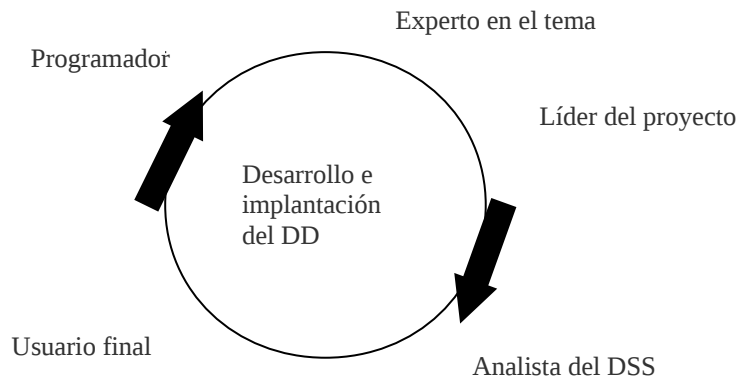 Experto en el tema
Programador
Líder del proyecto
Desarrollo e
implantación
del DD
Usuario final
Analista del DSS